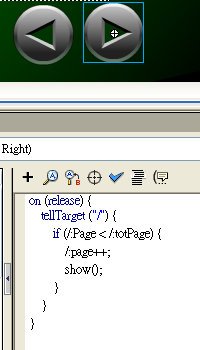 Right)
on (release) {
tellTarget ("/") {
if (/:Page < /:totPage) {
/:page++;
show();
}
}
}